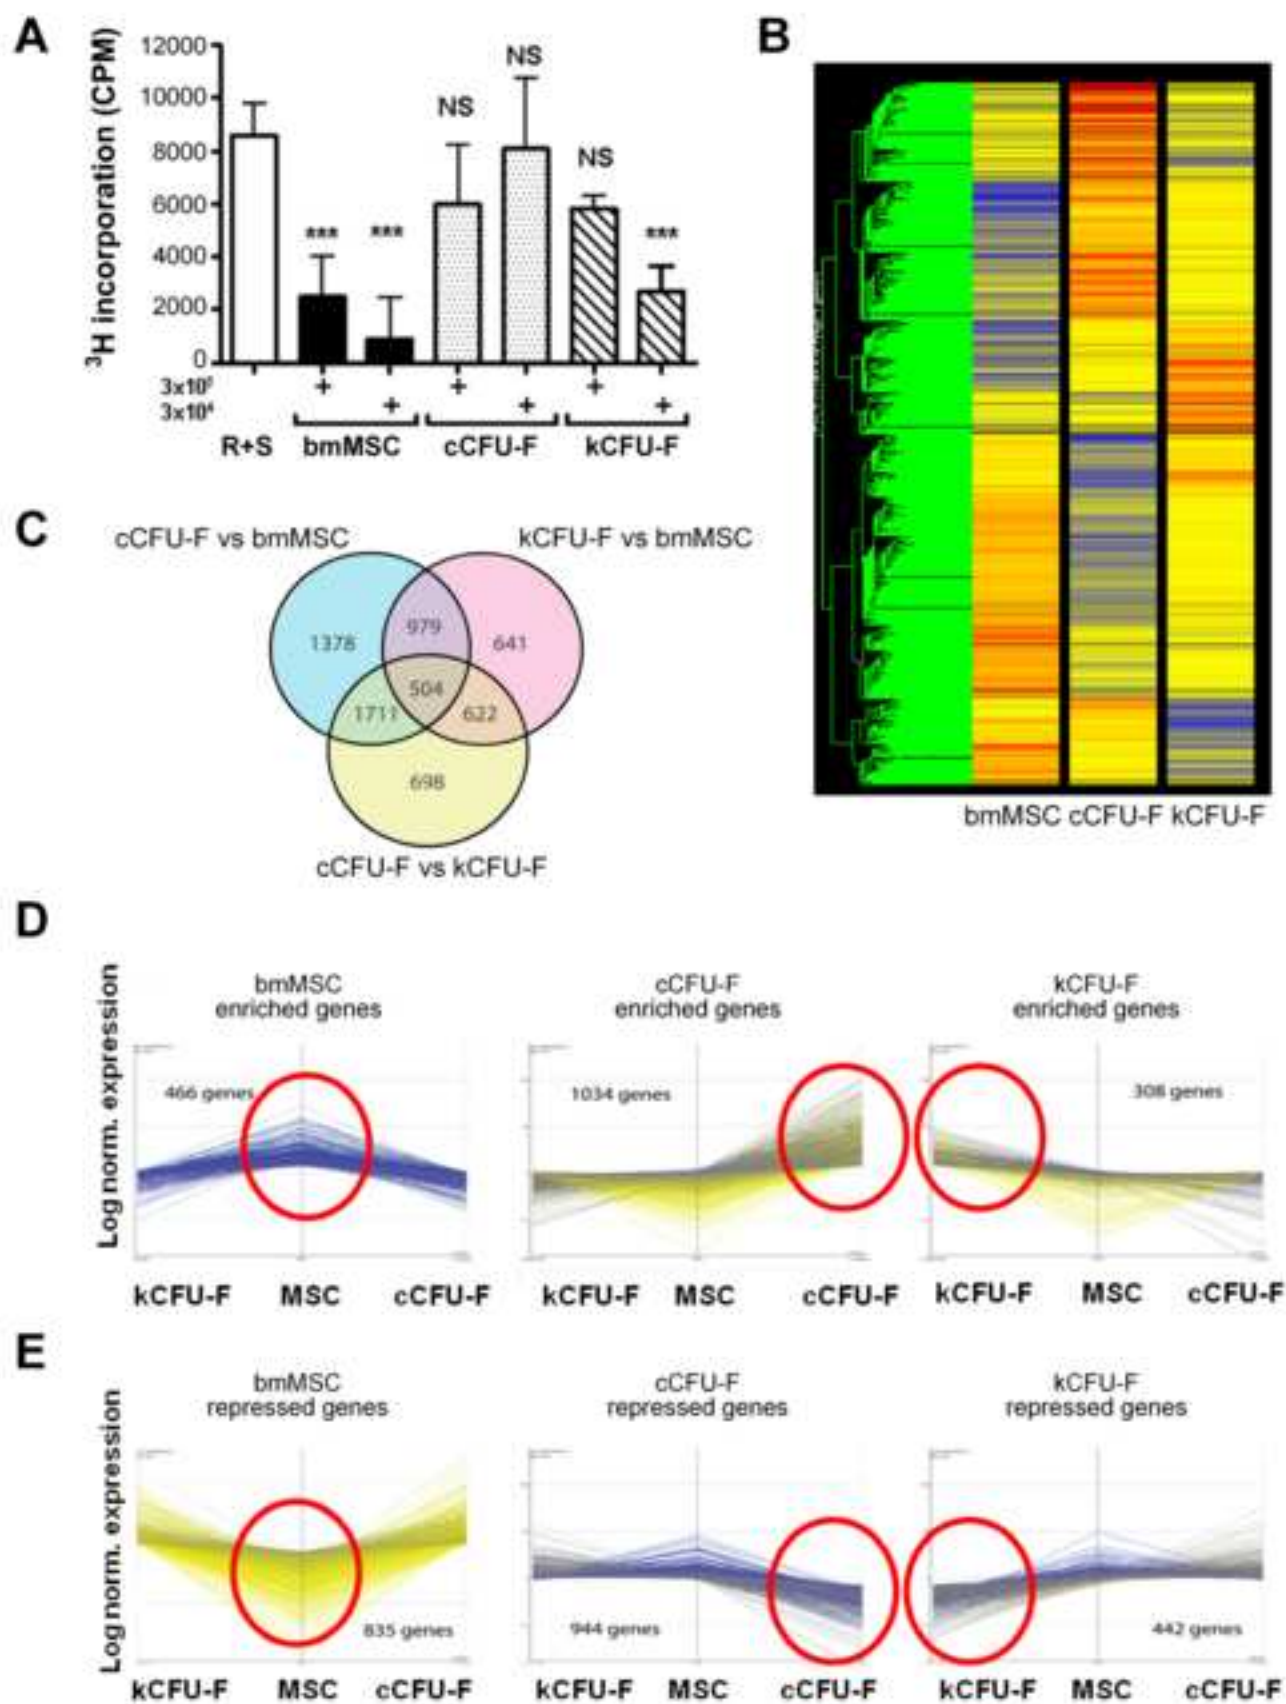 A
³H incorporation (CPM)
12000
10000
8000
6000
4000
2000
0
***
***
NS
NS
NS
***
+ + +
3x10⁴
+ + +
R+S bmMSC cCFU-F kCFU-F
B
bmMSC cCFU-F kCFU-F
C
cCFU-F vs bmMSC
kCFU-F vs bmMSC
1378
979
641
504
1711
622
698
cCFU-F vs kCFU-F
D
Log norm. expression
bmMSC
enriched genes
466 genes
kCFU-F MSC cCFU-F
cCFU-F
enriched genes
1034 genes
kCFU-F MSC cCFU-F
kCFU-F
enriched genes
308 genes
kCFU-F MSC cCFU-F
E
Log norm. expression
bmMSC
repressed genes
835 genes
kCFU-F MSC cCFU-F
cCFU-F
repressed genes
944 genes
kCFU-F MSC cCFU-F
kCFU-F
repressed genes
442 genes
kCFU-F MSC cCFU-F